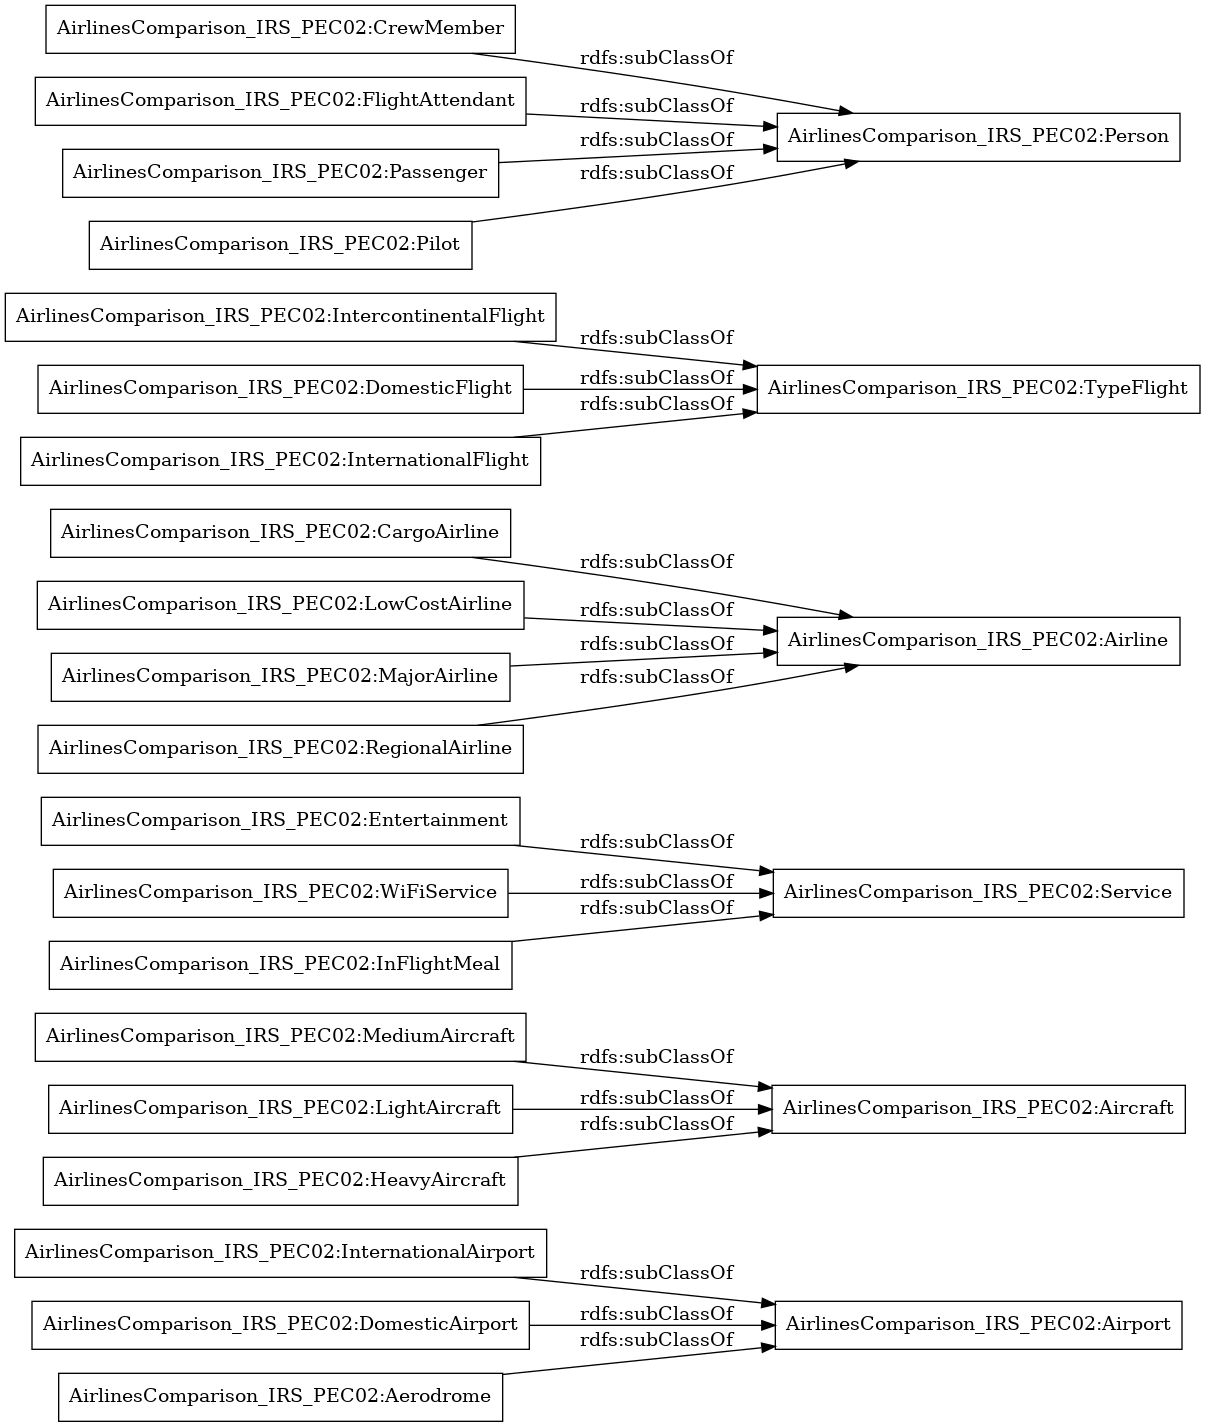 AirlinesComparison_IRS_PEC02:CrewMember
rdfs:subClassOf
AirlinesComparison_IRS_PEC02:FlightAttendant
rdfs:subClassOf
AirlinesComparison_IRS_PEC02:Person
rdfs:subClassOf
AirlinesComparison_IRS_PEC02:Passenger
rdfs:subClassOf
AirlinesComparison_IRS_PEC02:Pilot
AirlinesComparison_IRS_PEC02:IntercontinentalFlight
rdfs:subClassOf
AirlinesComparison_IRS_PEC02:DomesticFlight
rdfs:subClassOf
AirlinesComparison_IRS_PEC02:TypeFlight
rdfs:subClassOf
AirlinesComparison_IRS_PEC02:InternationalFlight
AirlinesComparison_IRS_PEC02:CargoAirline
rdfs:subClassOf
AirlinesComparison_IRS_PEC02:LowCostAirline
rdfs:subClassOf
AirlinesComparison_IRS_PEC02:Airline
rdfs:subClassOf
AirlinesComparison_IRS_PEC02:MajorAirline
rdfs:subClassOf
AirlinesComparison_IRS_PEC02:RegionalAirline
AirlinesComparison_IRS_PEC02:Entertainment
rdfs:subClassOf
AirlinesComparison_IRS_PEC02:WiFiService
rdfs:subClassOf
AirlinesComparison_IRS_PEC02:Service
rdfs:subClassOf
AirlinesComparison_IRS_PEC02:InFlightMeal
AirlinesComparison_IRS_PEC02:MediumAircraft
rdfs:subClassOf
AirlinesComparison_IRS_PEC02:LightAircraft
rdfs:subClassOf
AirlinesComparison_IRS_PEC02:Aircraft
rdfs:subClassOf
AirlinesComparison_IRS_PEC02:HeavyAircraft
AirlinesComparison_IRS_PEC02:InternationalAirport
rdfs:subClassOf
AirlinesComparison_IRS_PEC02:DomesticAirport
rdfs:subClassOf
AirlinesComparison_IRS_PEC02:Airport
rdfs:subClassOf
AirlinesComparison_IRS_PEC02:Aerodrome